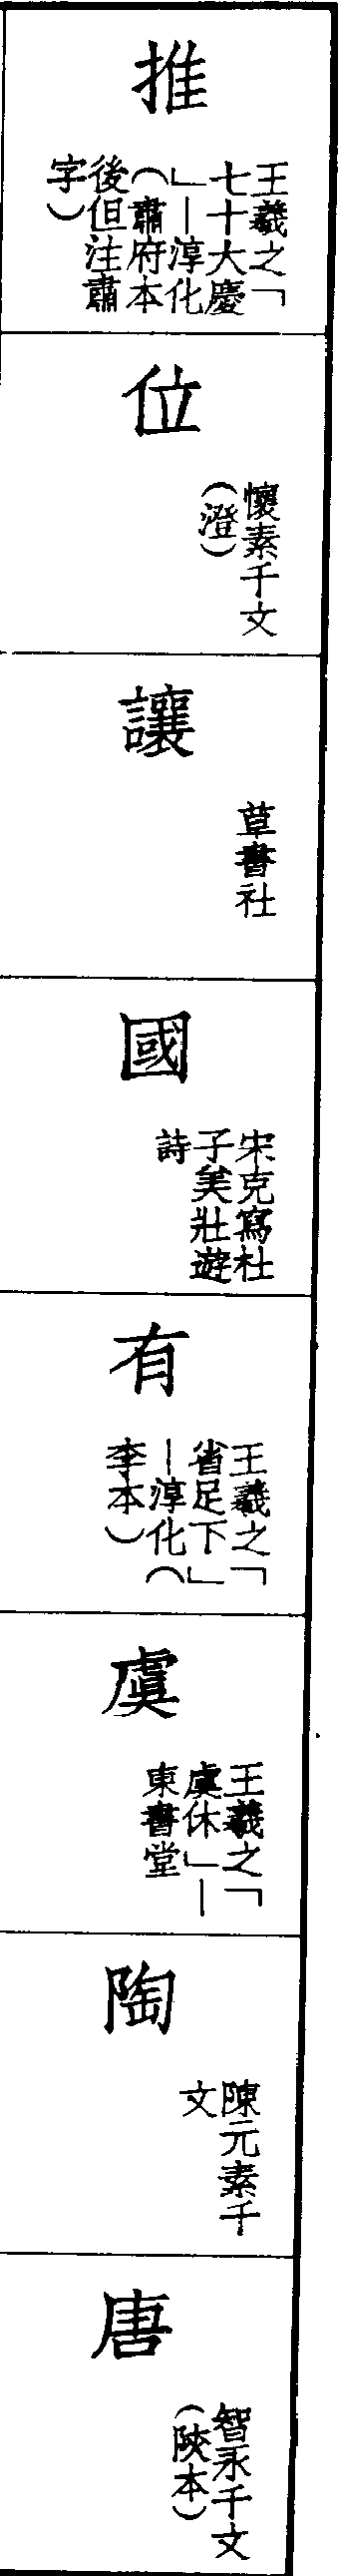 推
王羲之「
七十大慶
」—淳化
（肅府本
後但注肅
字）
位
懷素千文
（澄）
讓
草書社
國
宋克寫杜
子美壯遊
詩
有
王羲之「
省足下」
—淳化（
李本）
虞
王羲之「
虞休」—
東書堂
陶
陳元素千
文
唐
智永千文
（陝本）